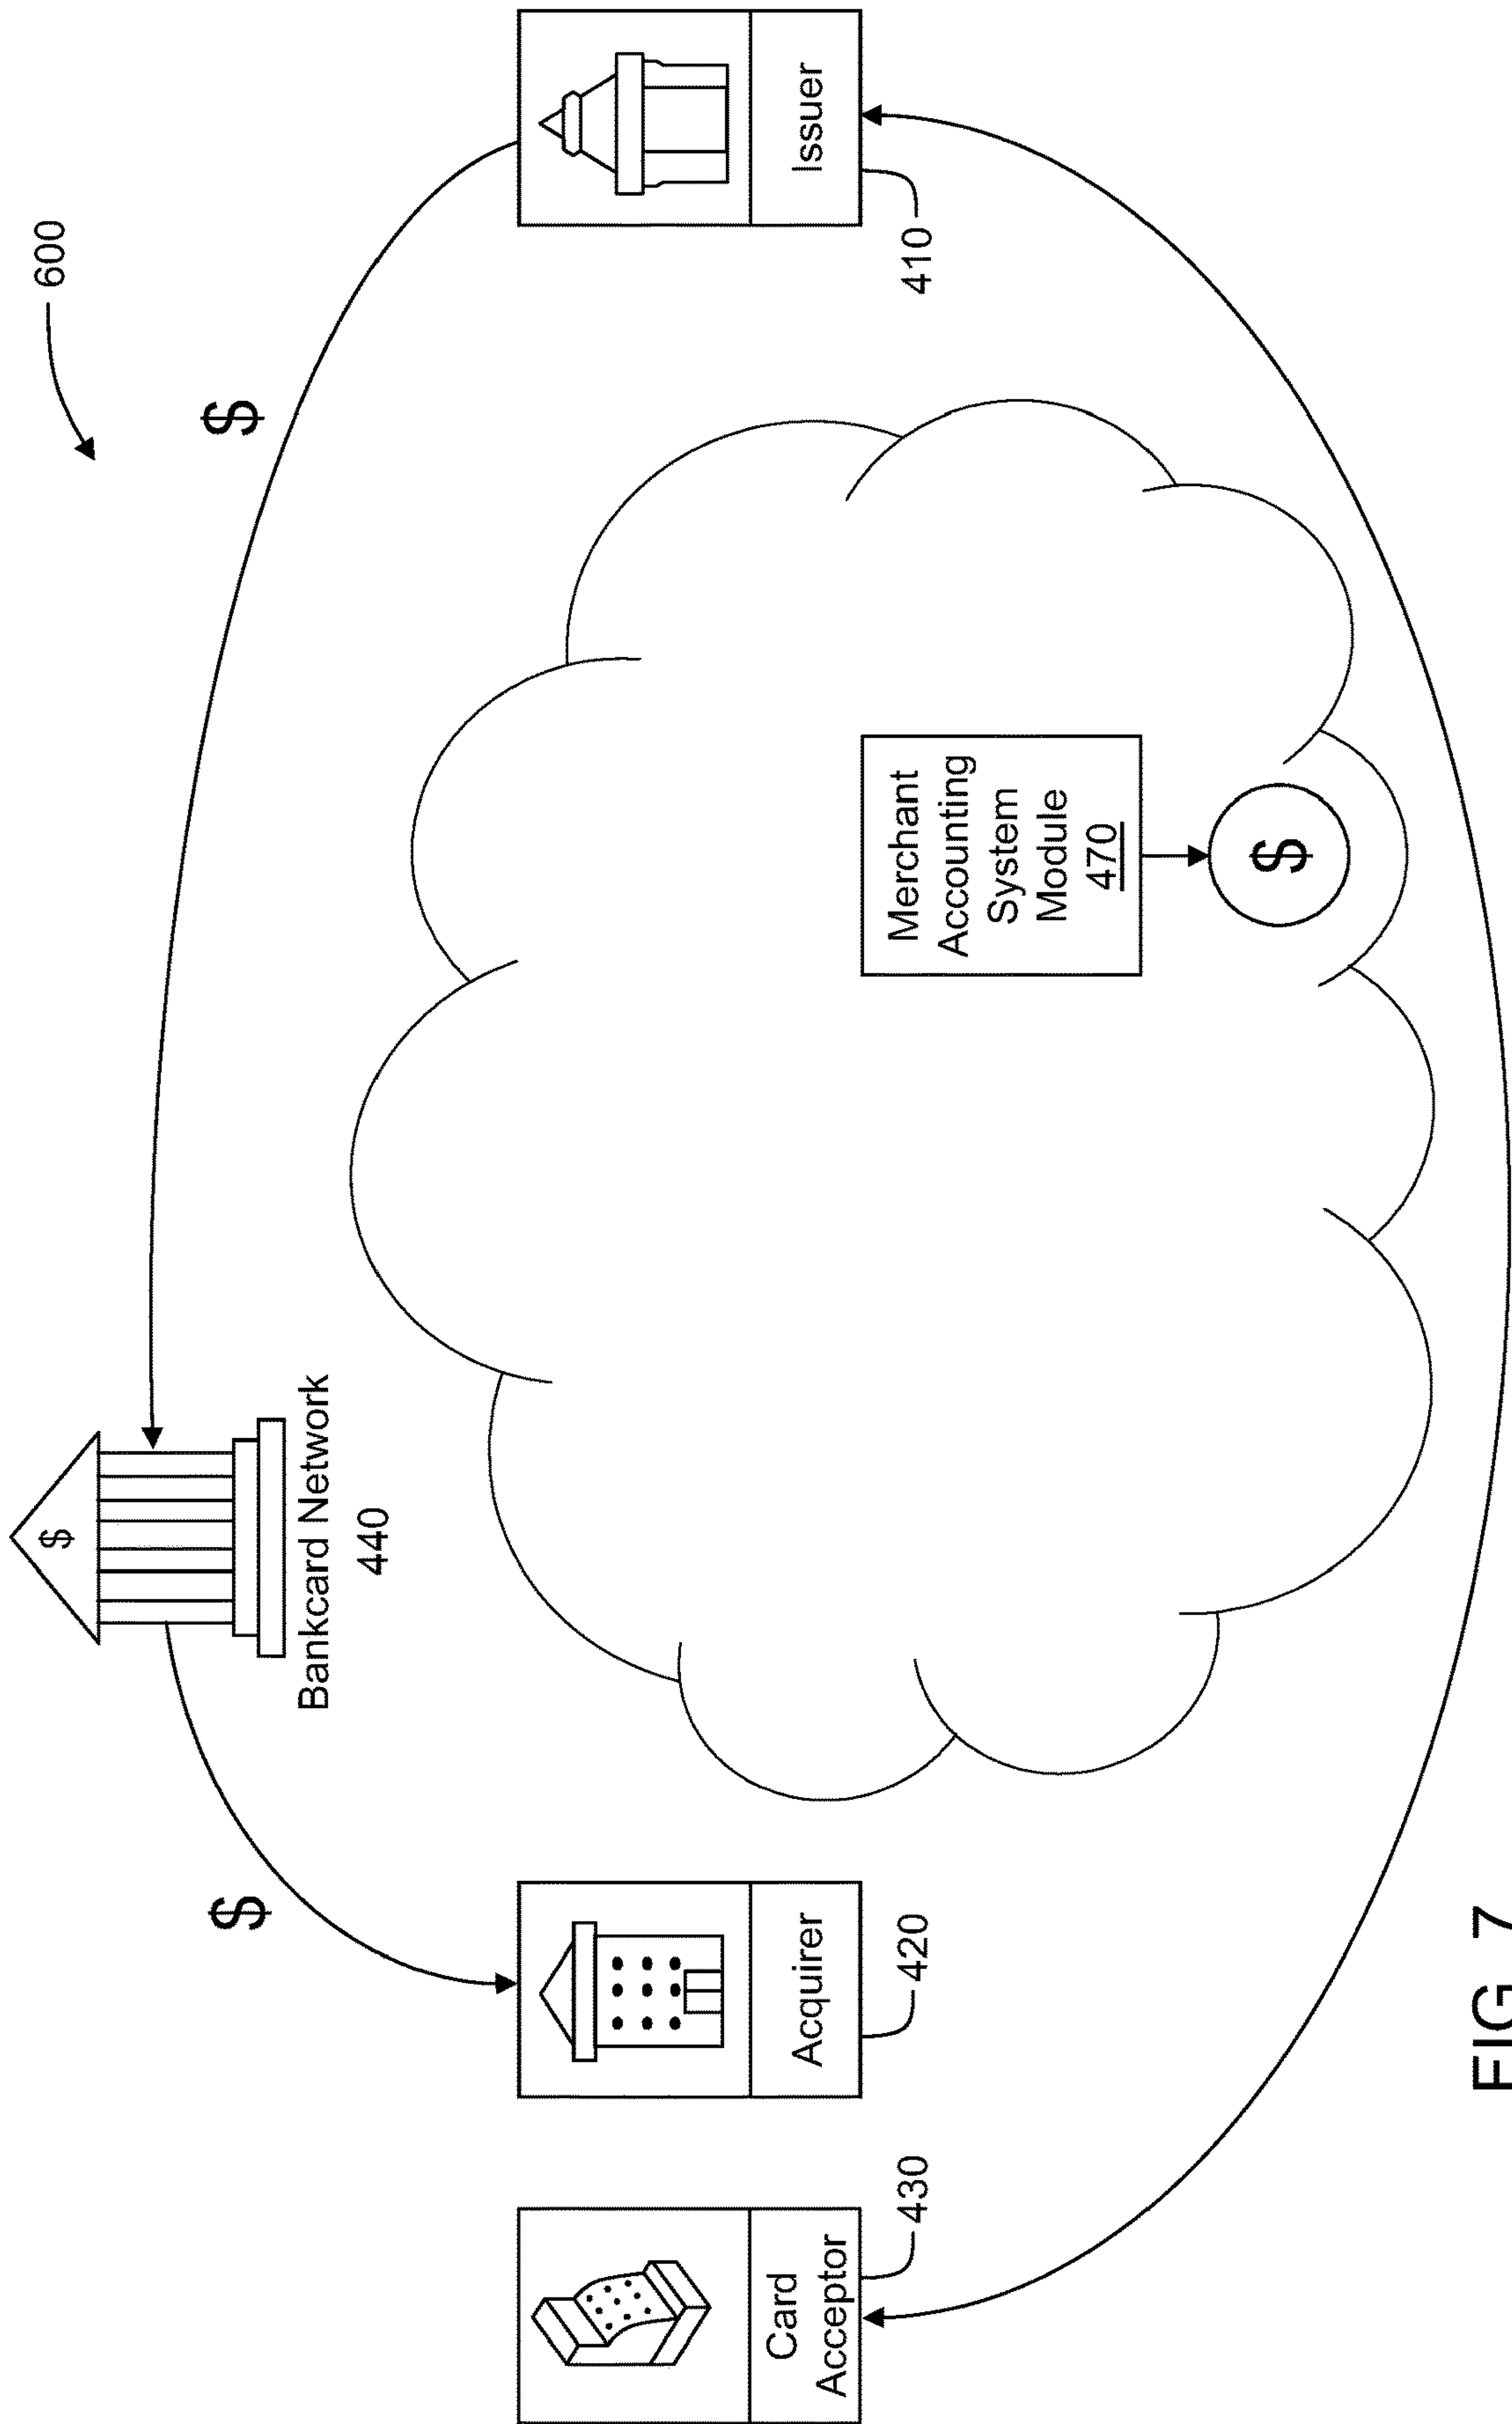 $
600
$
$
Bankcard Network
440
Card
Acceptor
Acquirer
Issuer
430
420
410
Merchant
Accounting
System
Module
470
$
FIG 7